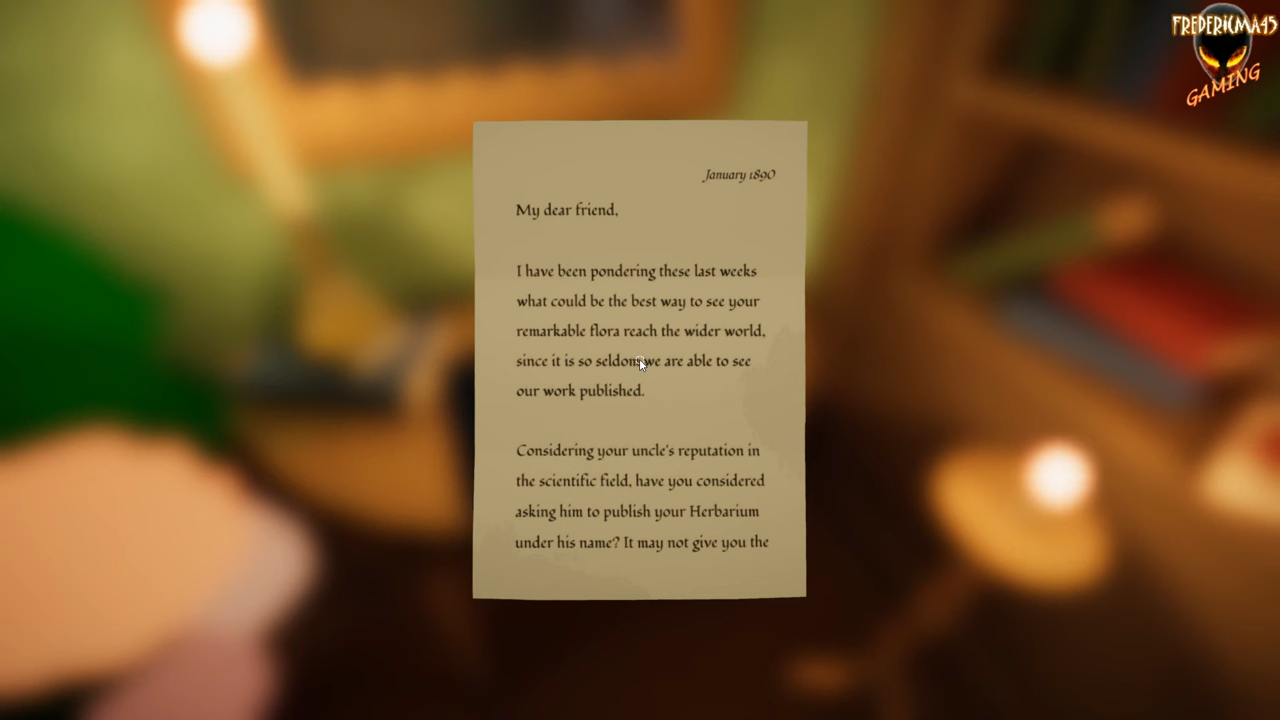 FREDERICMA45
GAMING
January 1890
My dear friend,
I have been pondering these last weeks
what could be the best way to see your
remarkable flora reach the wider world,
since it is so seldom we are able to see
our work published.
Considering your uncle's reputation in
the scientific field, have you considered
asking him to publish your Herbarium
under his name? It may not give you the